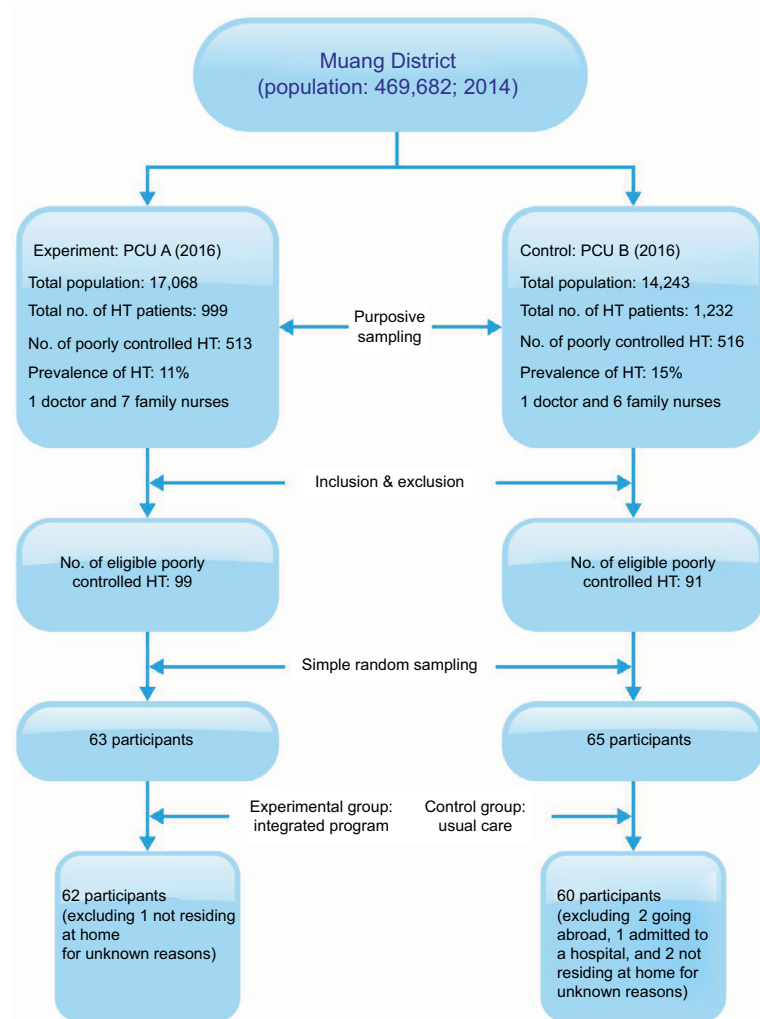 Muang District
(population: 469,682; 2014)
Experiment: PCU A (2016)
Total population: 17,068
Total no. of HT patients: 999
No. of poorly controlled HT: 513
Prevalence of HT: 11%
1 doctor and 7 family nurses
Purposive
sampling
Control: PCU B (2016)
Total population: 14,243
Total no. of HT patients: 1,232
No. of poorly controlled HT: 516
Prevalence of HT: 15%
1 doctor and 6 family nurses
Inclusion & exclusion
No. of eligible poorly
controlled HT: 99
No. of eligible poorly
controlled HT: 91
Simple random sampling
63 participants
65 participants
Experimental group:
integrated program
Control group:
usual care
62 participants
(excluding 1 not residing
at home
for unknown reasons)
60 participants
(excluding 2 going
abroad, 1 admitted to
a hospital, and 2 not
residing at home for
unknown reasons)